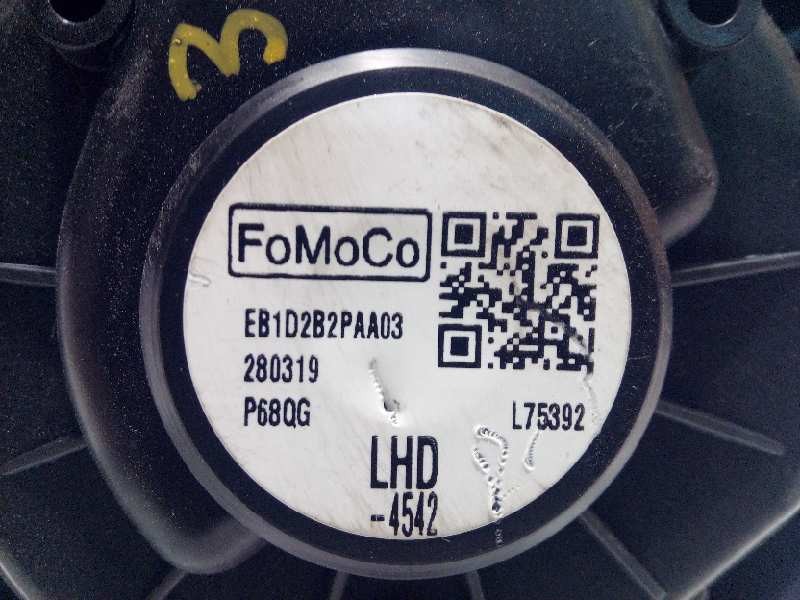 3
FoMoCo
EB1D2B2PAA03
280319
P68QG L75392
LHD
-4542